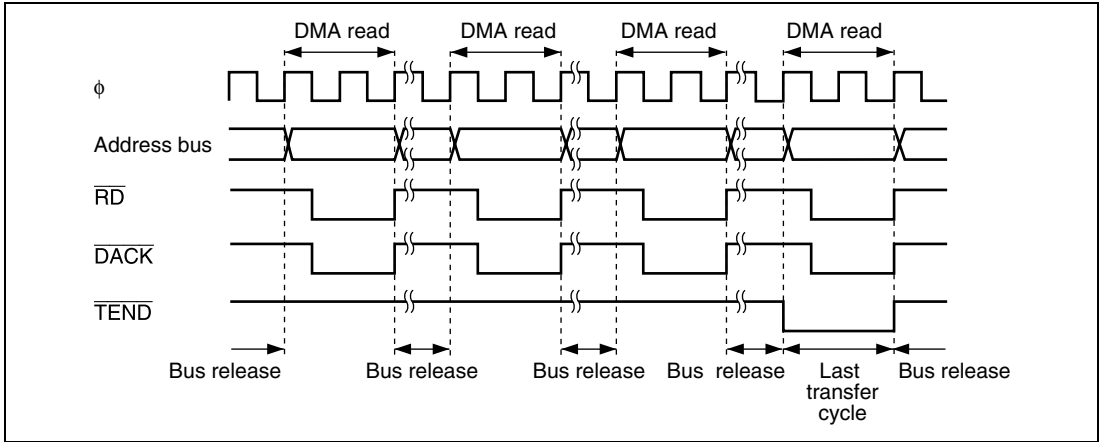 DMA read DMA read DMA read DMA read
ϕ
Address bus
RD
DACK
TEND
Bus release Bus release Bus release Bus release Last transfer cycle Bus release